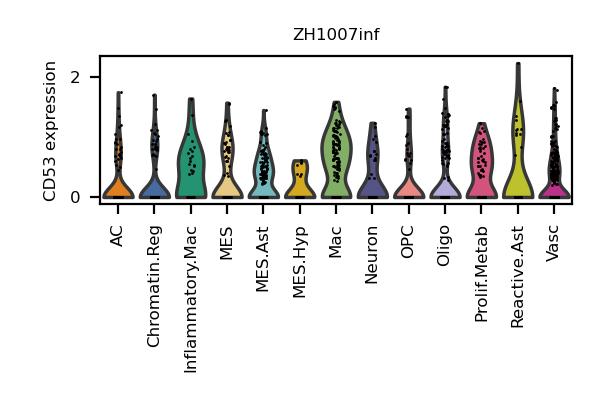 ZH1007inf
CD53 expression
2
0
AC
Chromatin.Reg
Inflammatory.Mac
MES
MES.Ast
MES.Hyp
Mac
Neuron
OPC
Oligo
Prolif.Metab
Reactive.Ast
Vasc